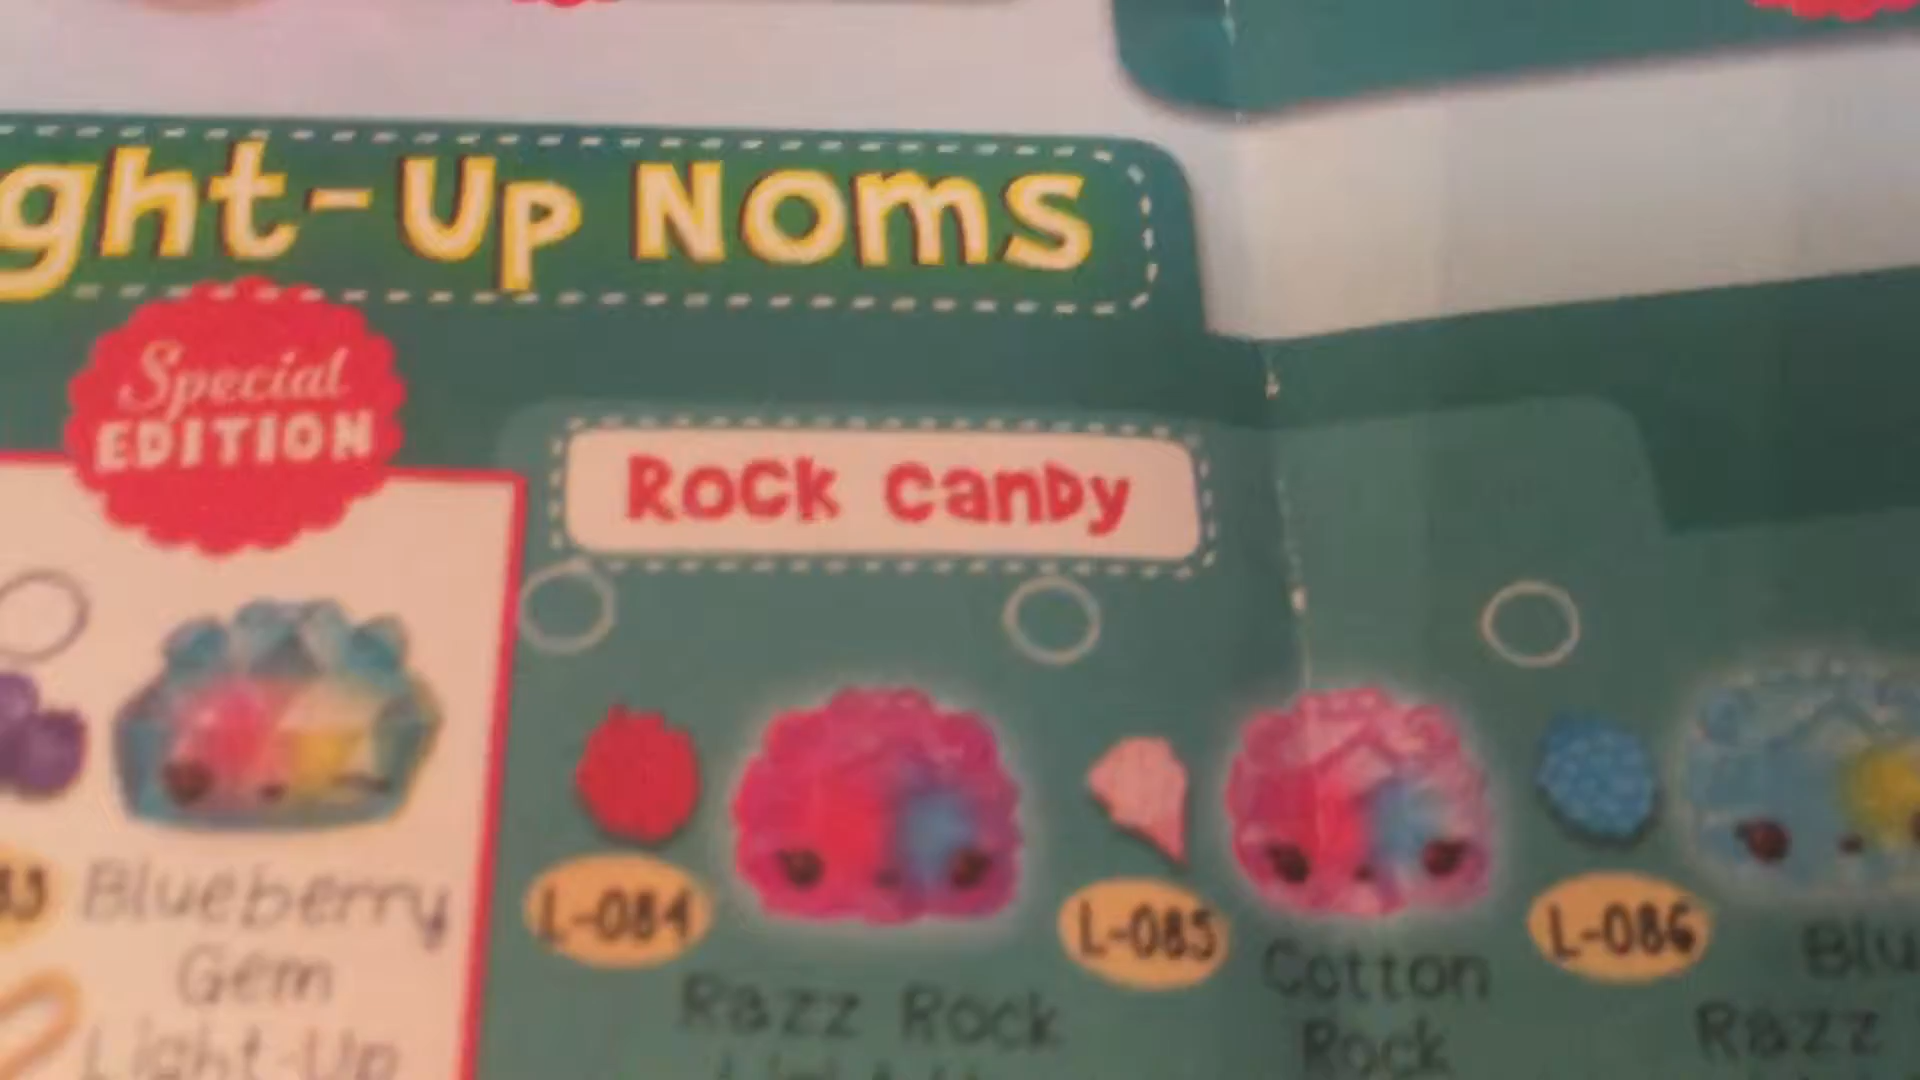 ght-Up Noms
Special
EDITION
Rock Candy
Blueberry
Gem
Light-Up
L-084
Razz Rock
L-085
Cotton
Rock
L-086
Blu
Razz